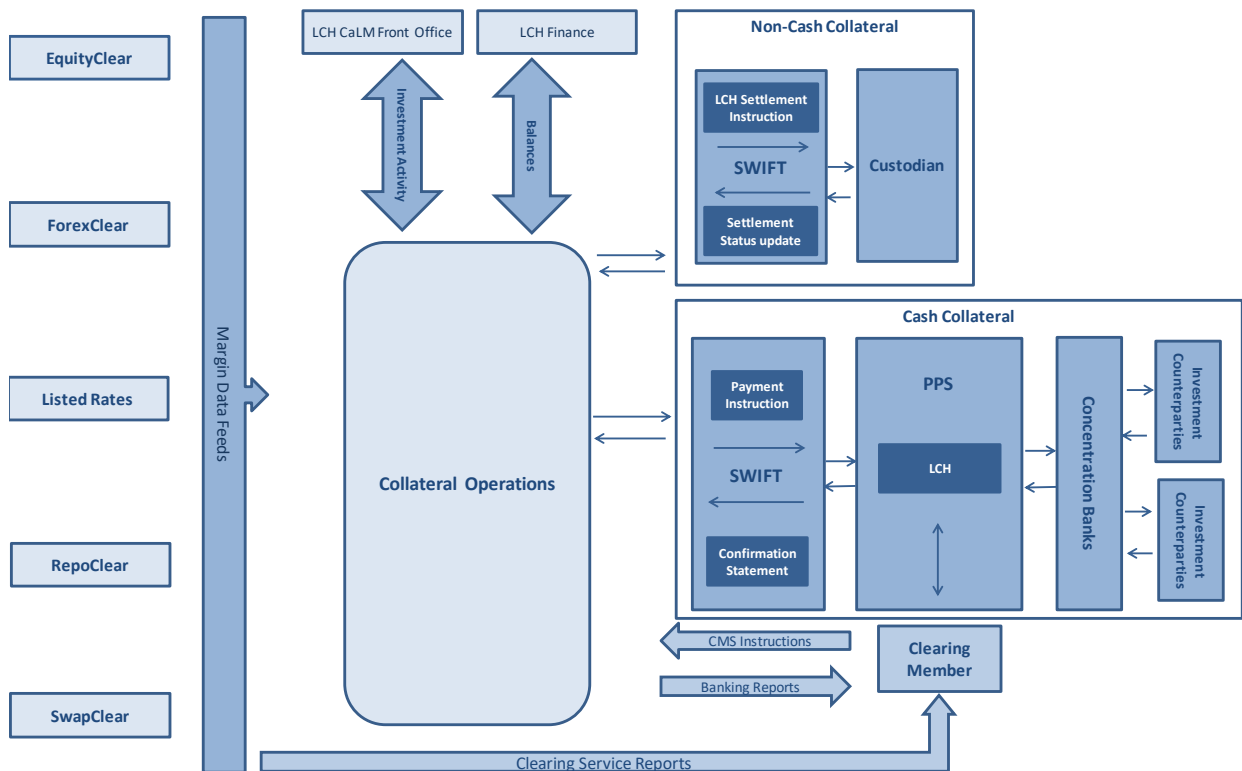 EquityClear
ForexClear
Listed Rates
RepoClear
SwapClear
Margin Data Feeds
LCH CaLM Front Office
LCH Finance
Investment Activity
Balances
Collateral Operations
Non-Cash Collateral
LCH Settlement
Instruction
SWIFT
Settlement
Status update
Custodian
Cash Collateral
Payment
Instruction
SWIFT
Confirmation
Statement
PPS
LCH
Concentration Banks
Investment
Counterparties
Investment
Counterparties
CMS Instructions
Banking Reports
Clearing
Member
Clearing Service Reports